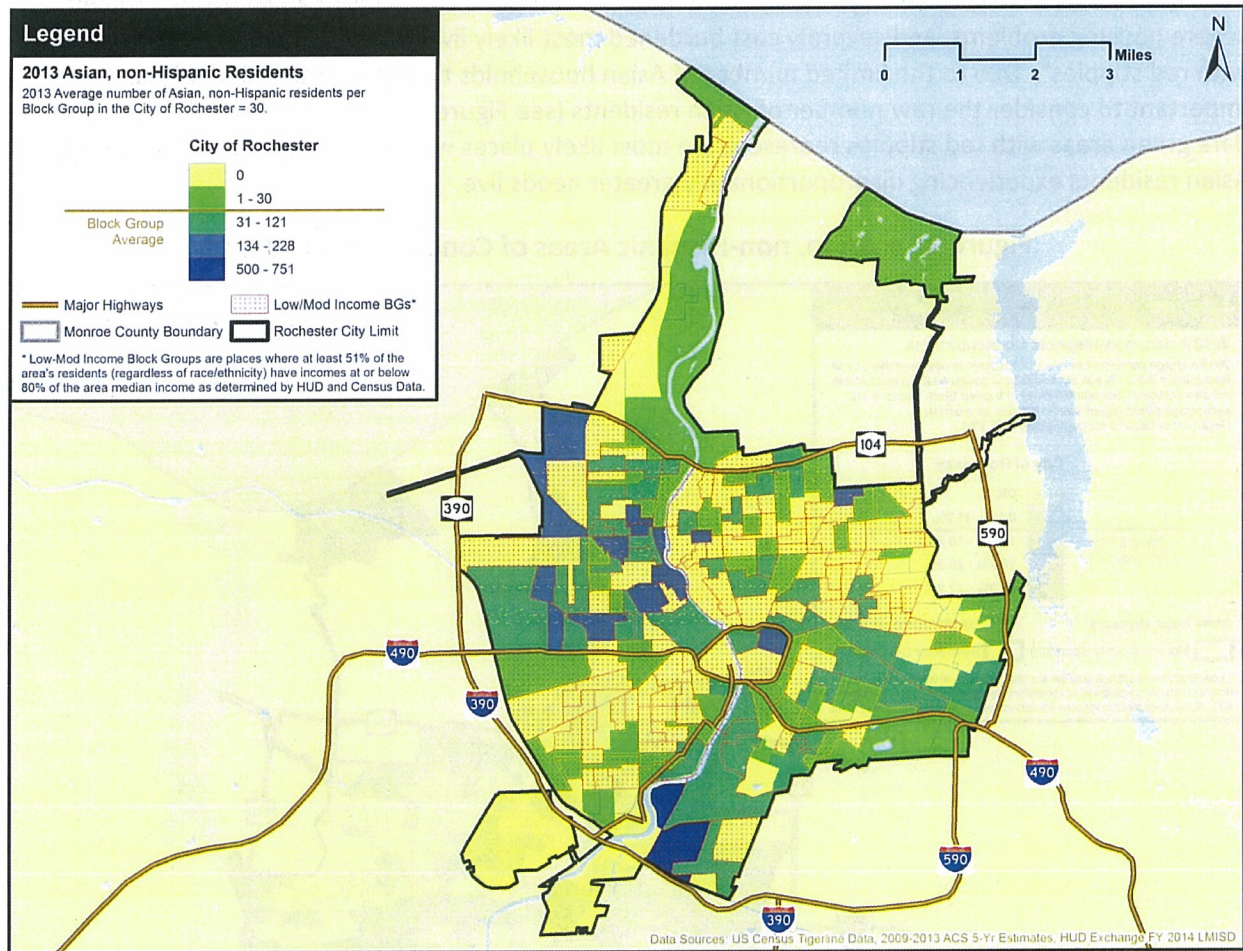 Legend
2013 Asian, non-Hispanic Residents
2013 Average number of Asian, non-Hispanic residents per
Block Group in the City of Rochester = 30.
City of Rochester
0
1 - 30
Block Group
Average
31 - 121
134 - 228
500 - 751
Major Highways
Low/Mod Income BGs*
Monroe County Boundary
Rochester City Limit
* Low-Mod Income Block Groups are places where at least 51% of the
area's residents (regardless of race/ethnicity) have incomes at or below
80% of the area median income as determined by HUD and Census Data.
N
Miles
0 1 2 3
104
390
590
490
390
490
590
390
Data Sources: US Census Tigerline Data, 2009-2013 ACS 5-Yr Estimates, HUD Exchange FY 2014 LMISD